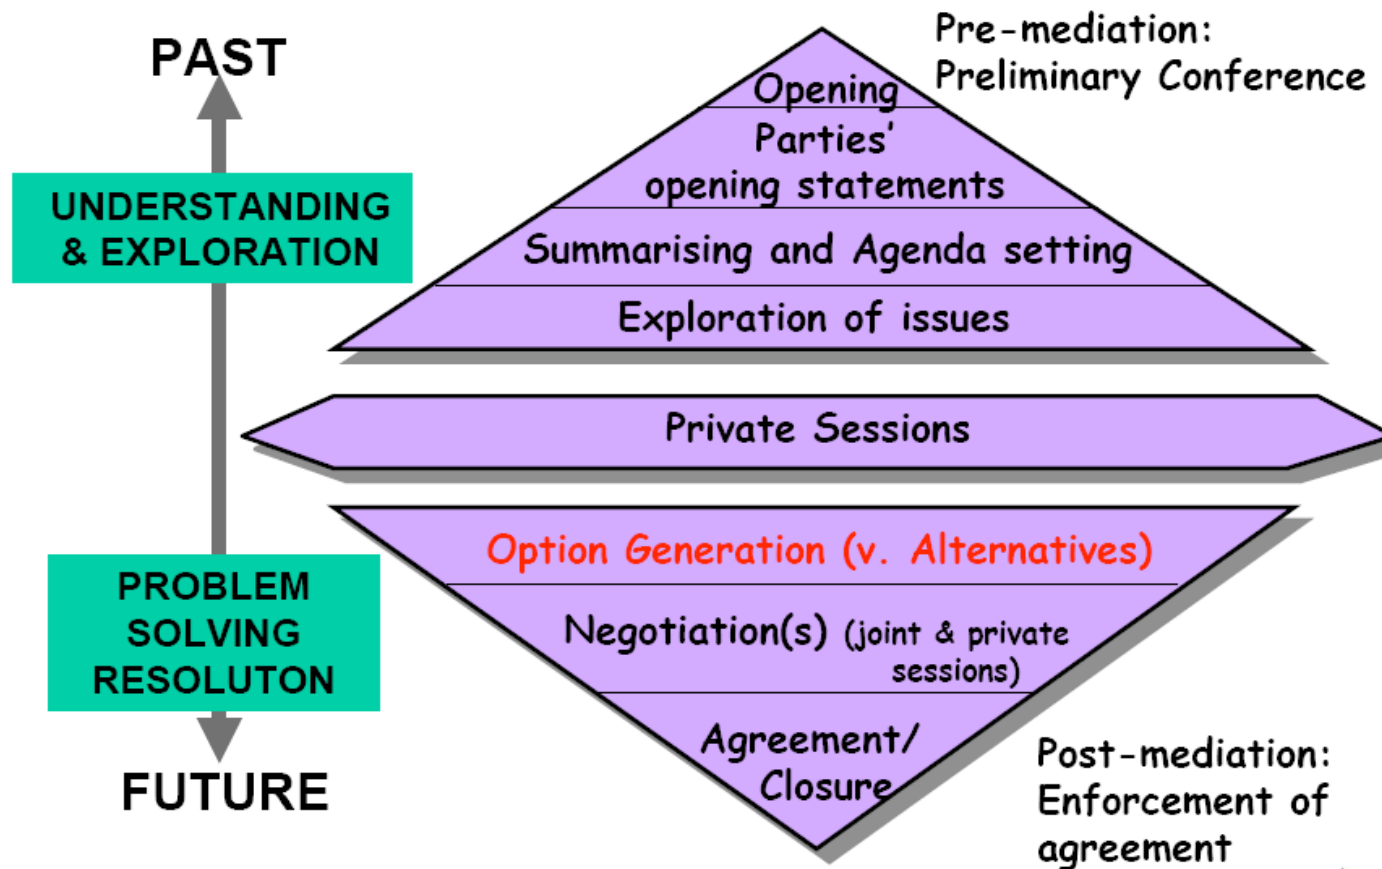 PAST
UNDERSTANDING
& EXPLORATION
PROBLEM
SOLVING
RESOLUTON
FUTURE
Pre-mediation:
Preliminary Conference
Opening
Parties’
opening statements
Summarising and Agenda setting
Exploration of issues
Private Sessions
Option Generation (v. Alternatives)
Negotiation(s) (joint & private
sessions)
Agreement/
Closure
Post-mediation:
Enforcement of
agreement